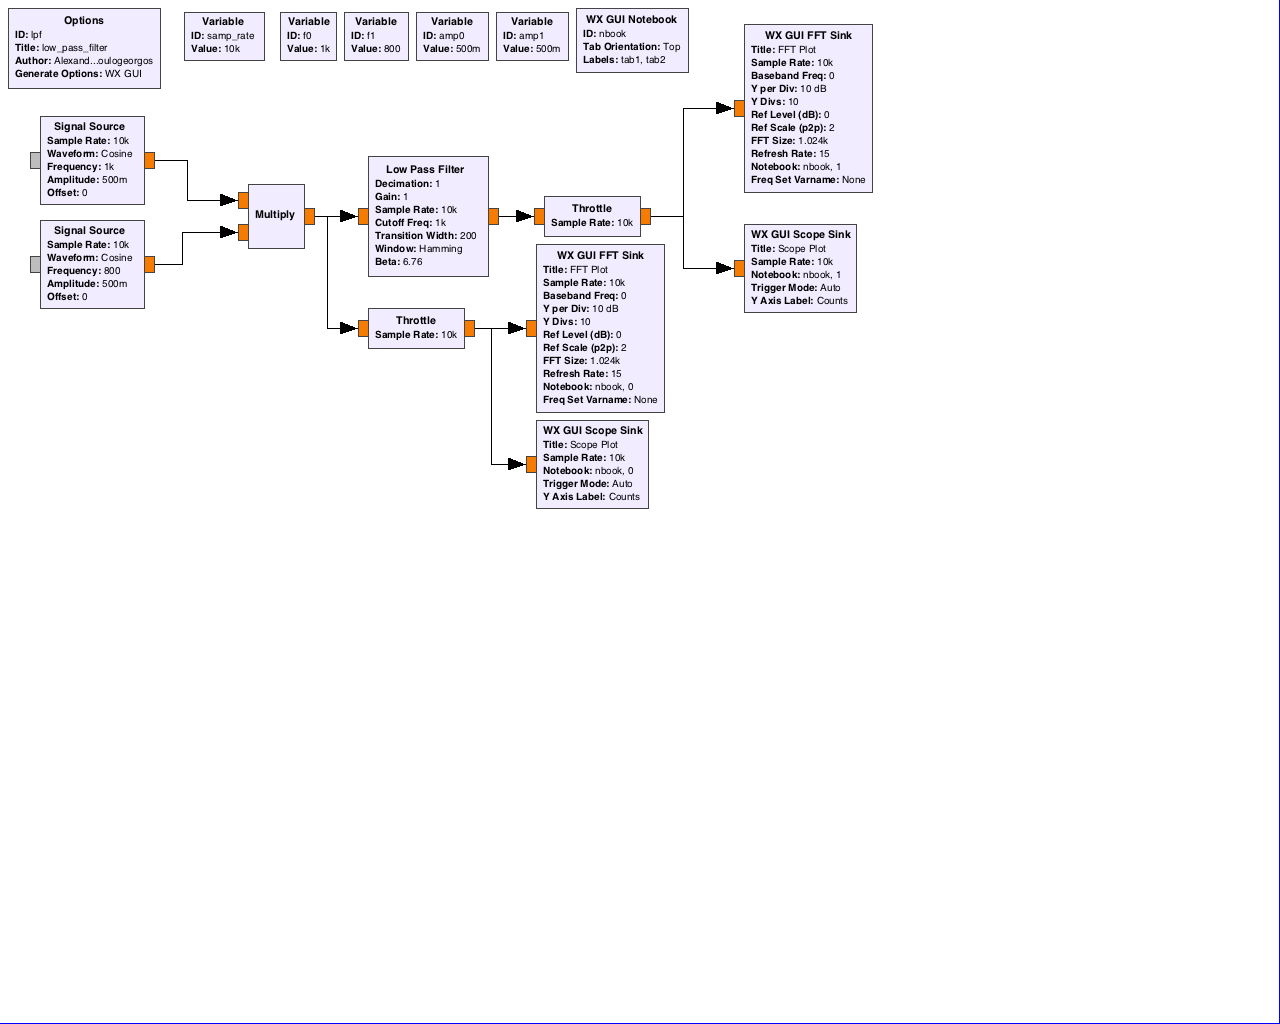 Options
ID: lpf
Title: low_pass_filter
Author: Alexand...oulogeorgos
Generate Options: WX GUI
Variable
ID: samp_rate
Value: 10k
Variable
ID: f0
Value: 1k
Variable
ID: f1
Value: 800
Variable
ID: amp0
Value: 500m
Variable
ID: amp1
Value: 500m
WX GUI Notebook
ID: nbook
Tab Orientation: Top
Labels: tab1, tab2
WX GUI FFT Sink
Title: FFT Plot
Sample Rate: 10k
Baseband Freq: 0
Y per Div: 10 dB
Y Divs: 10
Ref Level (dB): 0
Ref Scale (p2p): 2
FFT Size: 1.024k
Refresh Rate: 15
Notebook: nbook, 1
Freq Set Varname: None
Signal Source
Sample Rate: 10k
Waveform: Cosine
Frequency: 1k
Amplitude: 500m
Offset: 0
Signal Source
Sample Rate: 10k
Waveform: Cosine
Frequency: 800
Amplitude: 500m
Offset: 0
Multiply
Low Pass Filter
Decimation: 1
Gain: 1
Sample Rate: 10k
Cutoff Freq: 1k
Transition Width: 200
Window: Hamming
Beta: 6.76
Throttle
Sample Rate: 10k
WX GUI Scope Sink
Title: Scope Plot
Sample Rate: 10k
Notebook: nbook, 1
Trigger Mode: Auto
Y Axis Label: Counts
Throttle
Sample Rate: 10k
WX GUI FFT Sink
Title: FFT Plot
Sample Rate: 10k
Baseband Freq: 0
Y per Div: 10 dB
Y Divs: 10
Ref Level (dB): 0
Ref Scale (p2p): 2
FFT Size: 1.024k
Refresh Rate: 15
Notebook: nbook, 0
Freq Set Varname: None
WX GUI Scope Sink
Title: Scope Plot
Sample Rate: 10k
Notebook: nbook, 0
Trigger Mode: Auto
Y Axis Label: Counts